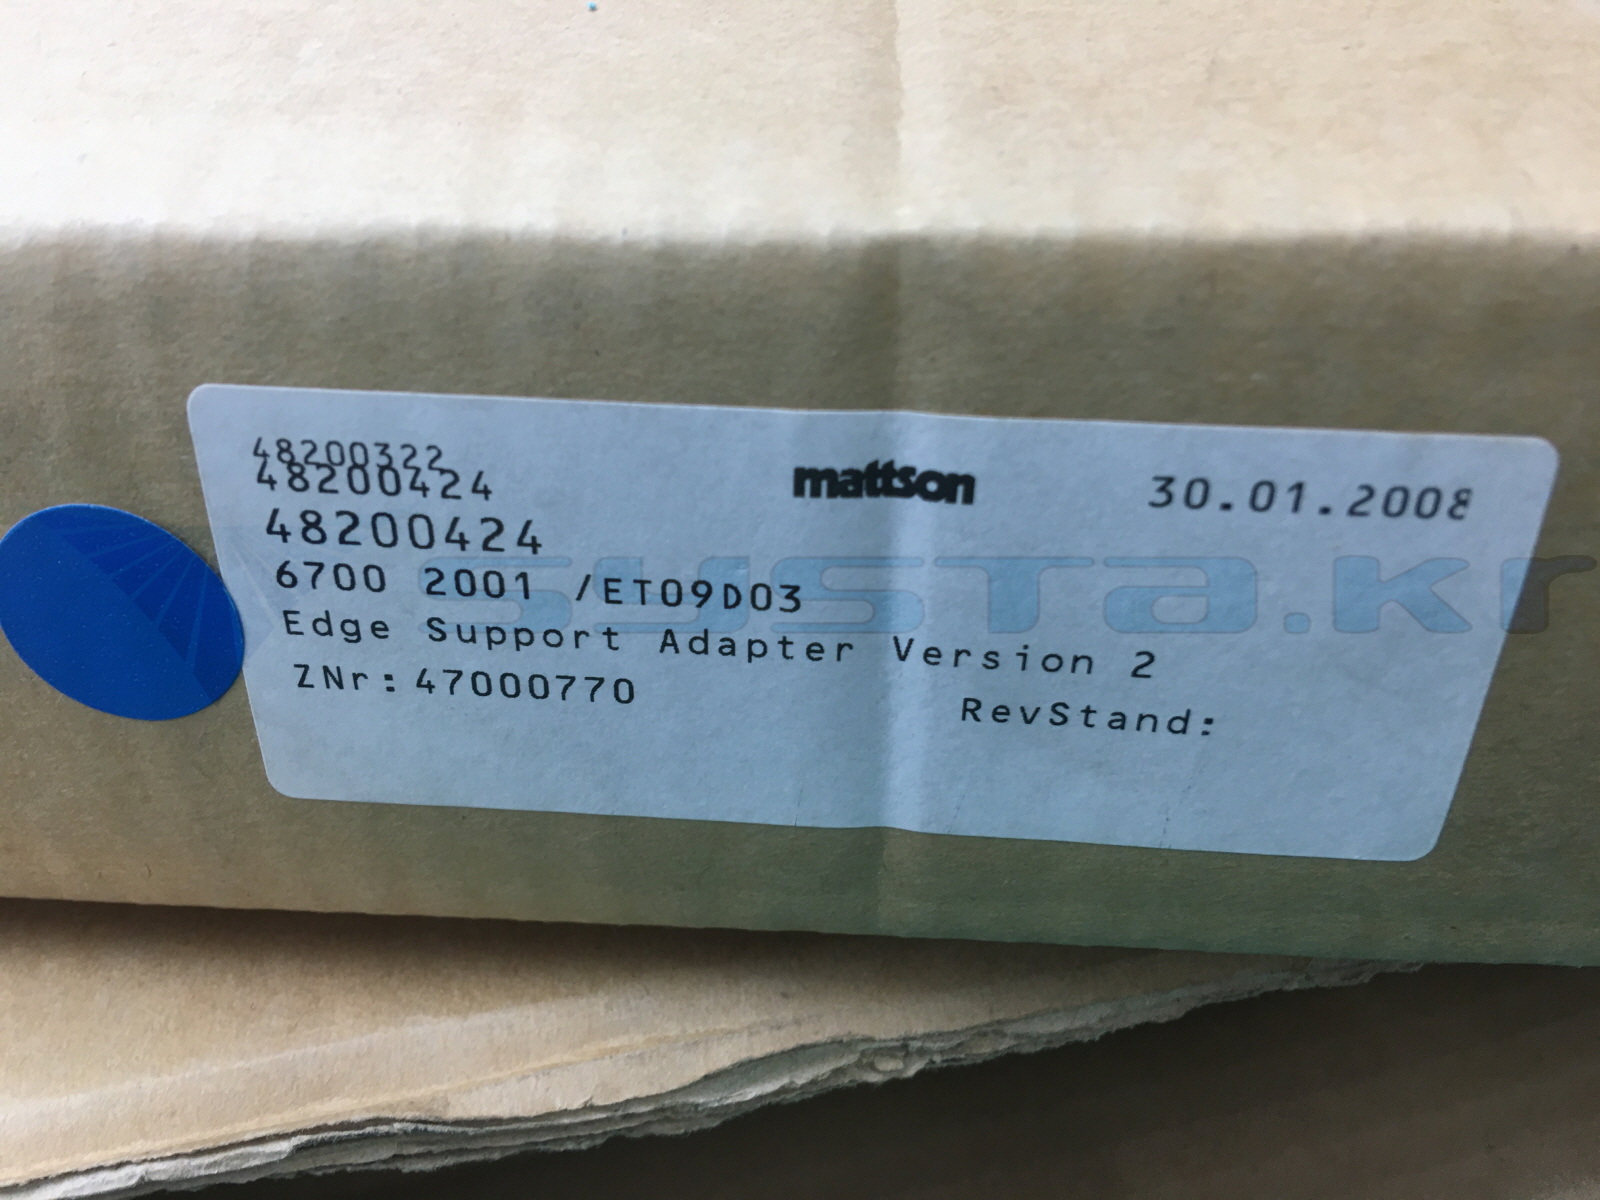 48200322
48200424
mattson
30.01.2008
48200424
6700 2001 /ET09D03
Edge Support Adapter Version 2
ZNr: 47000770
RevStand:
systa.kr